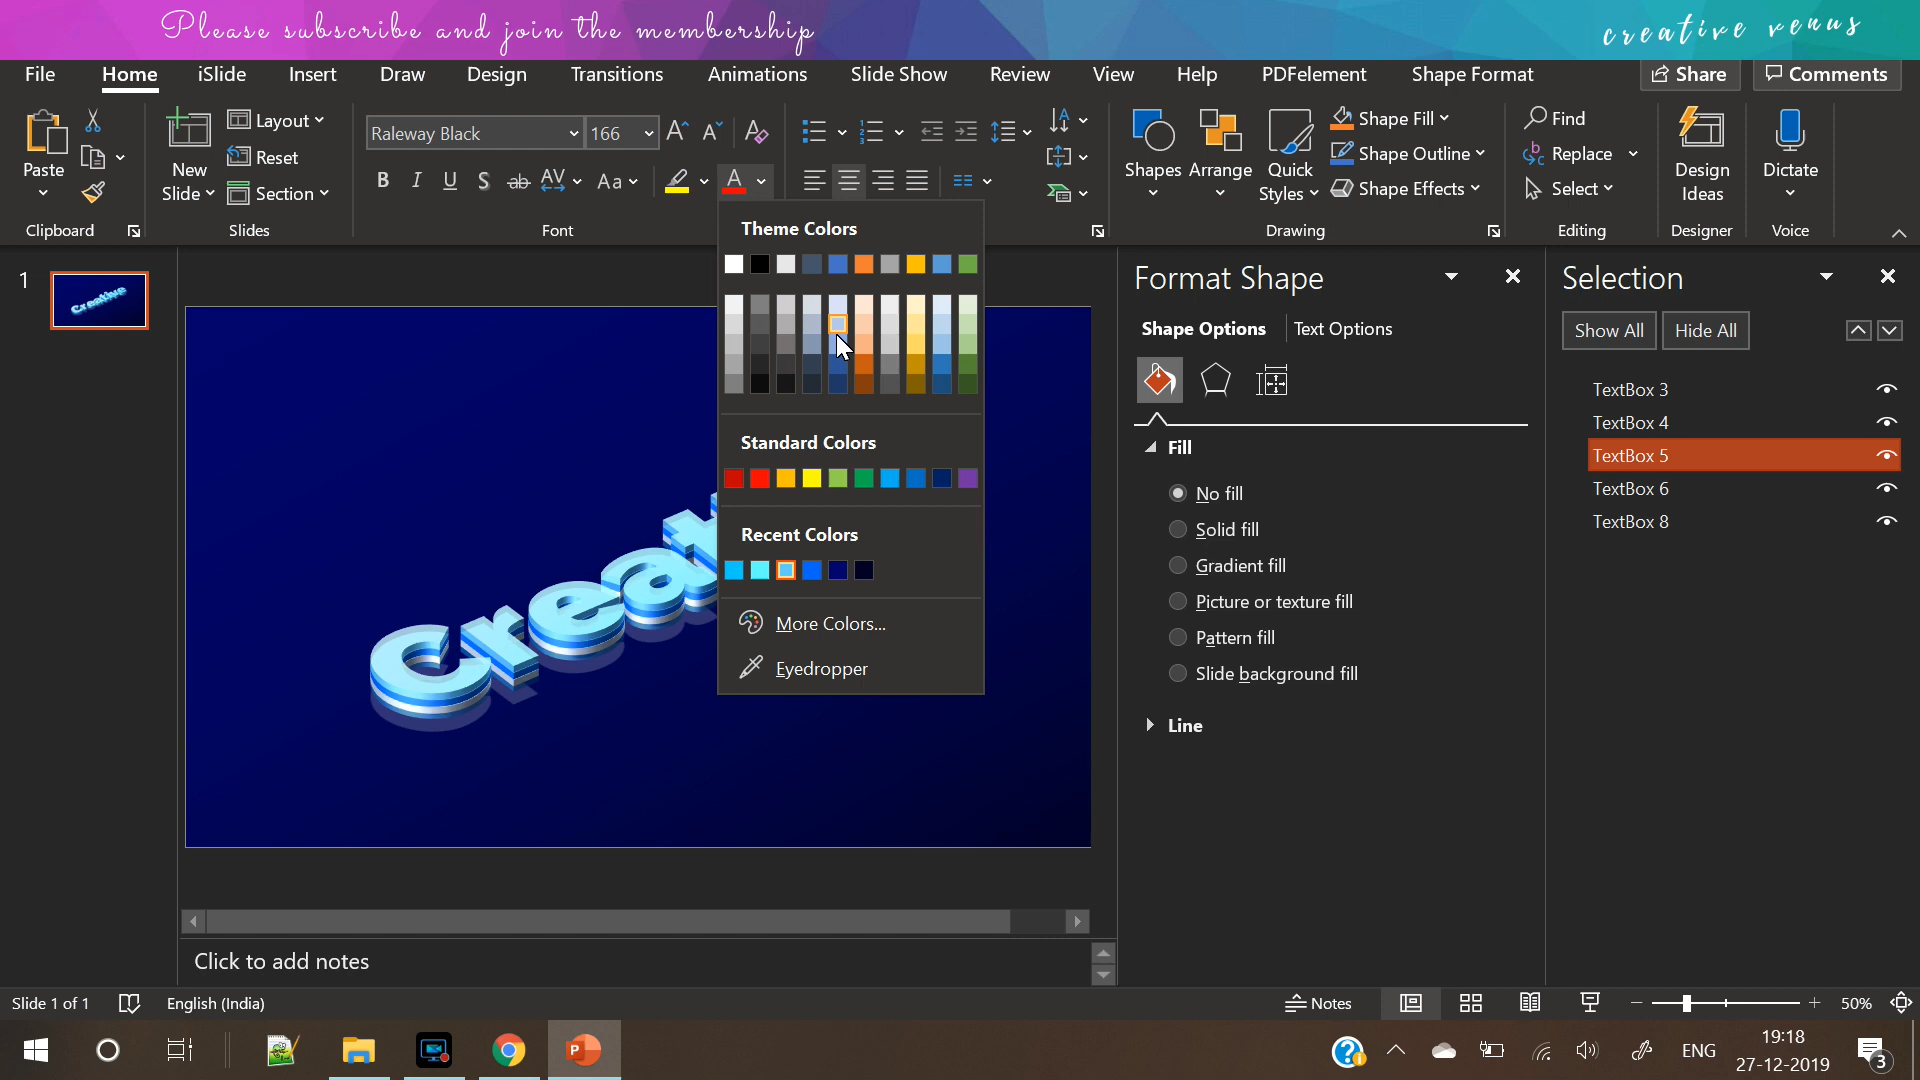 Please subscribe and join the membership
creative venus
File Home iSlide Insert Draw Design Transitions Animations Slide Show Review View Help PDFelement Shape Format Share Comments
Paste
New Slide
Layout
Reset
Section
Raleway Black 166
B I U S ab AV Aa A
Shapes Arrange Quick Styles
Shape Fill
Shape Outline
Shape Effects
Find
Replace
Select
Design Ideas
Dictate
Clipboard Slides Font Drawing Editing Designer Voice
Theme Colors
Standard Colors
Recent Colors
More Colors...
Eyedropper
1
Creative
Creat
Format Shape
Shape Options Text Options
Fill
No fill
Solid fill
Gradient fill
Picture or texture fill
Pattern fill
Slide background fill
Line
Selection
Show All Hide All
TextBox 3
TextBox 4
TextBox 5
TextBox 6
TextBox 8
Click to add notes
Slide 1 of 1 English (India) Notes 50%
ENG
19:18
27-12-2019
3